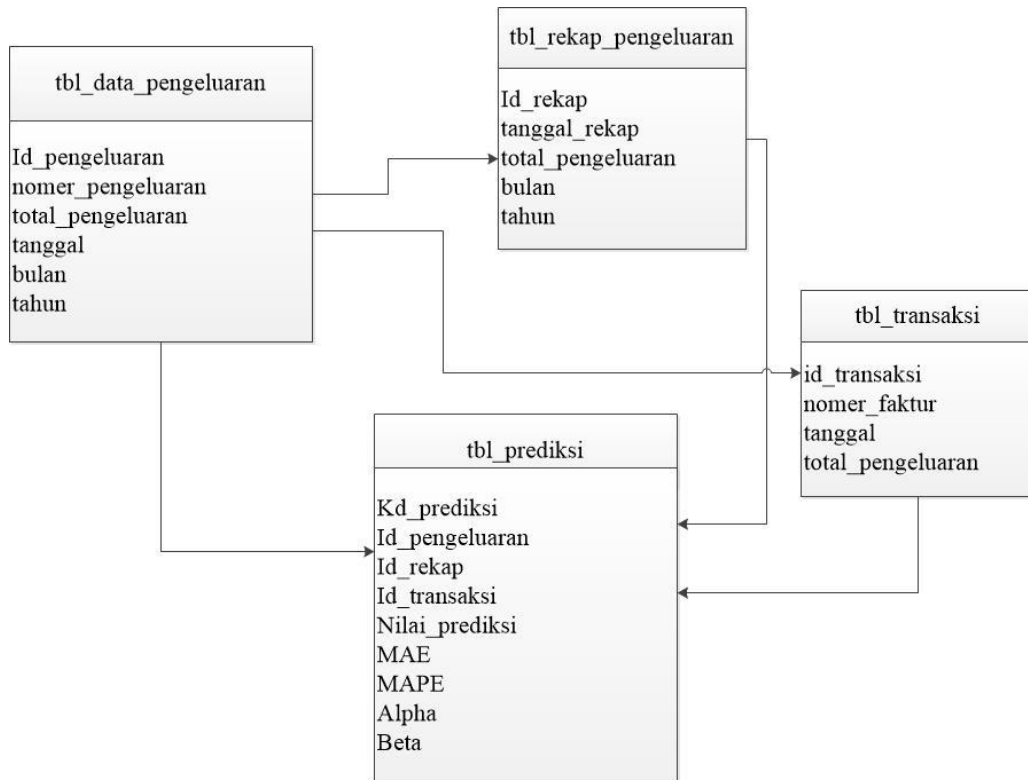 tbl_data_pengeluaran
Id_pengeluaran
nomer_pengeluaran
total_pengeluaran
tanggal
bulan
tahun
tbl_rekap_pengeluaran
Id_rekap
tanggal_rekap
total_pengeluaran
bulan
tahun
tbl_transaksi
id_transaksi
nomer_faktur
tanggal
total_pengeluaran
tbl_prediksi
Kd_prediksi
Id_pengeluaran
Id_rekap
Id_transaksi
Nilai_prediksi
MAE
MAPE
Alpha
Beta